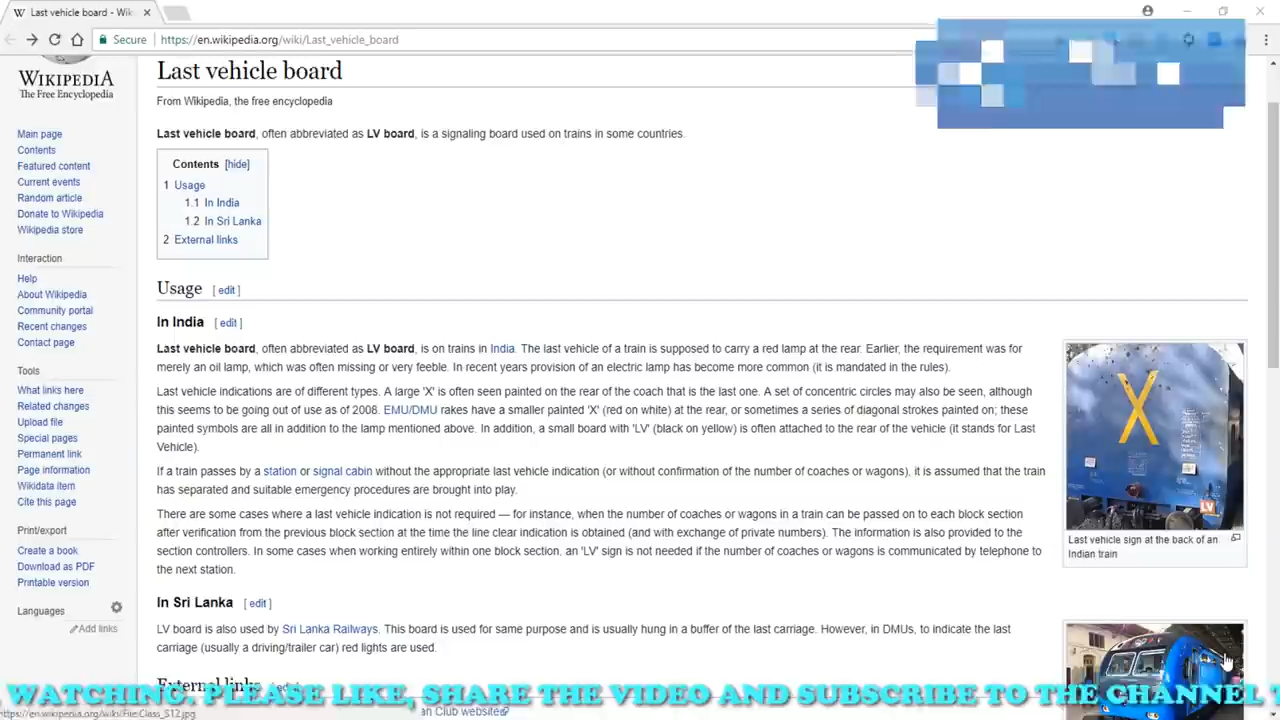 Last vehicle board - Wik
Secure
https://en.wikipedia.org/wiki/Last_vehicle_board
WIKIPEDIA
The Free Encyclopedia
Main page
Contents
Featured content
Current events
Random article
Donate to Wikipedia
Wikipedia store
Interaction
Help
About Wikipedia
Community portal
Recent changes
Contact page
Tools
What links here
Related changes
Upload file
Special pages
Permanent link
Page information
Wikidata item
Cite this page
Print/export
Create a book
Download as PDF
Printable version
Languages
Add links
Last vehicle board
From Wikipedia, the free encyclopedia
Last vehicle board, often abbreviated as LV board, is a signaling board used on trains in some countries.
Contents [hide]
1 Usage
1.1 In India
1.2 In Sri Lanka
2 External links
Usage [ edit ]
In India [ edit ]
Last vehicle board, often abbreviated as LV board, is on trains in India. The last vehicle of a train is supposed to carry a red lamp at the rear. Earlier, the requirement was for
merely an oil lamp, which was often missing or very feeble. In recent years provision of an electric lamp has become more common (it is mandated in the rules).
Last vehicle indications are of different types. A large 'X' is often seen painted on the rear of the coach that is the last one. A set of concentric circles may also be seen, although
this seems to be going out of use as of 2008. EMU/DMU rakes have a smaller painted 'X' (red on white) at the rear, or sometimes a series of diagonal strokes painted on; these
painted symbols are all in addition to the lamp mentioned above. In addition, a small board with 'LV' (black on yellow) is often attached to the rear of the vehicle (it stands for Last
Vehicle).
If a train passes by a station or signal cabin without the appropriate last vehicle indication (or without confirmation of the number of coaches or wagons), it is assumed that the train
has separated and suitable emergency procedures are brought into play.
There are some cases where a last vehicle indication is not required — for instance, when the number of coaches or wagons in a train can be passed on to each block section
after verification from the previous block section at the time the line clear indication is obtained (and with exchange of private numbers). The information is also provided to the
section controllers. In some cases when working entirely within one block section, an 'LV' sign is not needed if the number of coaches or wagons is communicated by telephone to
the next station.
X
LV
Last vehicle sign at the back of an
Indian train
In Sri Lanka [ edit ]
LV board is also used by Sri Lanka Railways. This board is used for same purpose and is usually hung in a buffer of the last carriage. However, in DMUs, to indicate the last
carriage (usually a driving/trailer car) red lights are used.
External links [ edit ]
WATCHING. PLEASE LIKE, SHARE THE VIDEO AND SUBSCRIBE TO THE CHANNEL
an Club website
https://en.wikipedia.org/wiki/File:Class_S12.jpg